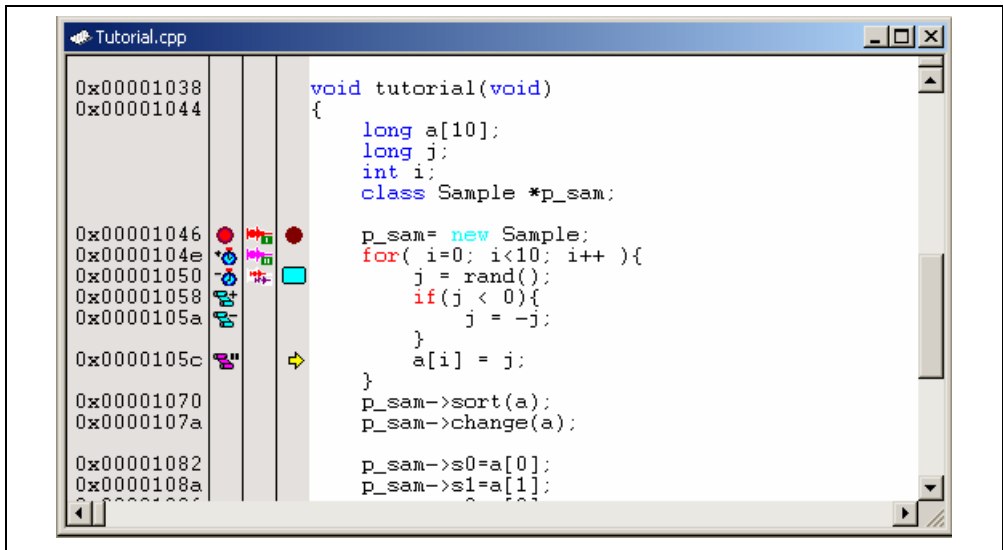 Tutorial.cpp
0x00001038 void tutorial(void)
0x00001044 {
long a[10];
long j;
int i;
class Sample *p_sam;
0x00001046 p_sam= new Sample;
0x0000104e for( i=0; i<10; i++ ){
0x00001050 j = rand();
0x00001058 if(j < 0){
0x0000105a j = -j;
}
0x0000105c a[i] = j;
}
0x00001070 p_sam->sort(a);
0x0000107a p_sam->change(a);
0x00001082 p_sam->s0=a[0];
0x0000108a p_sam->s1=a[1];